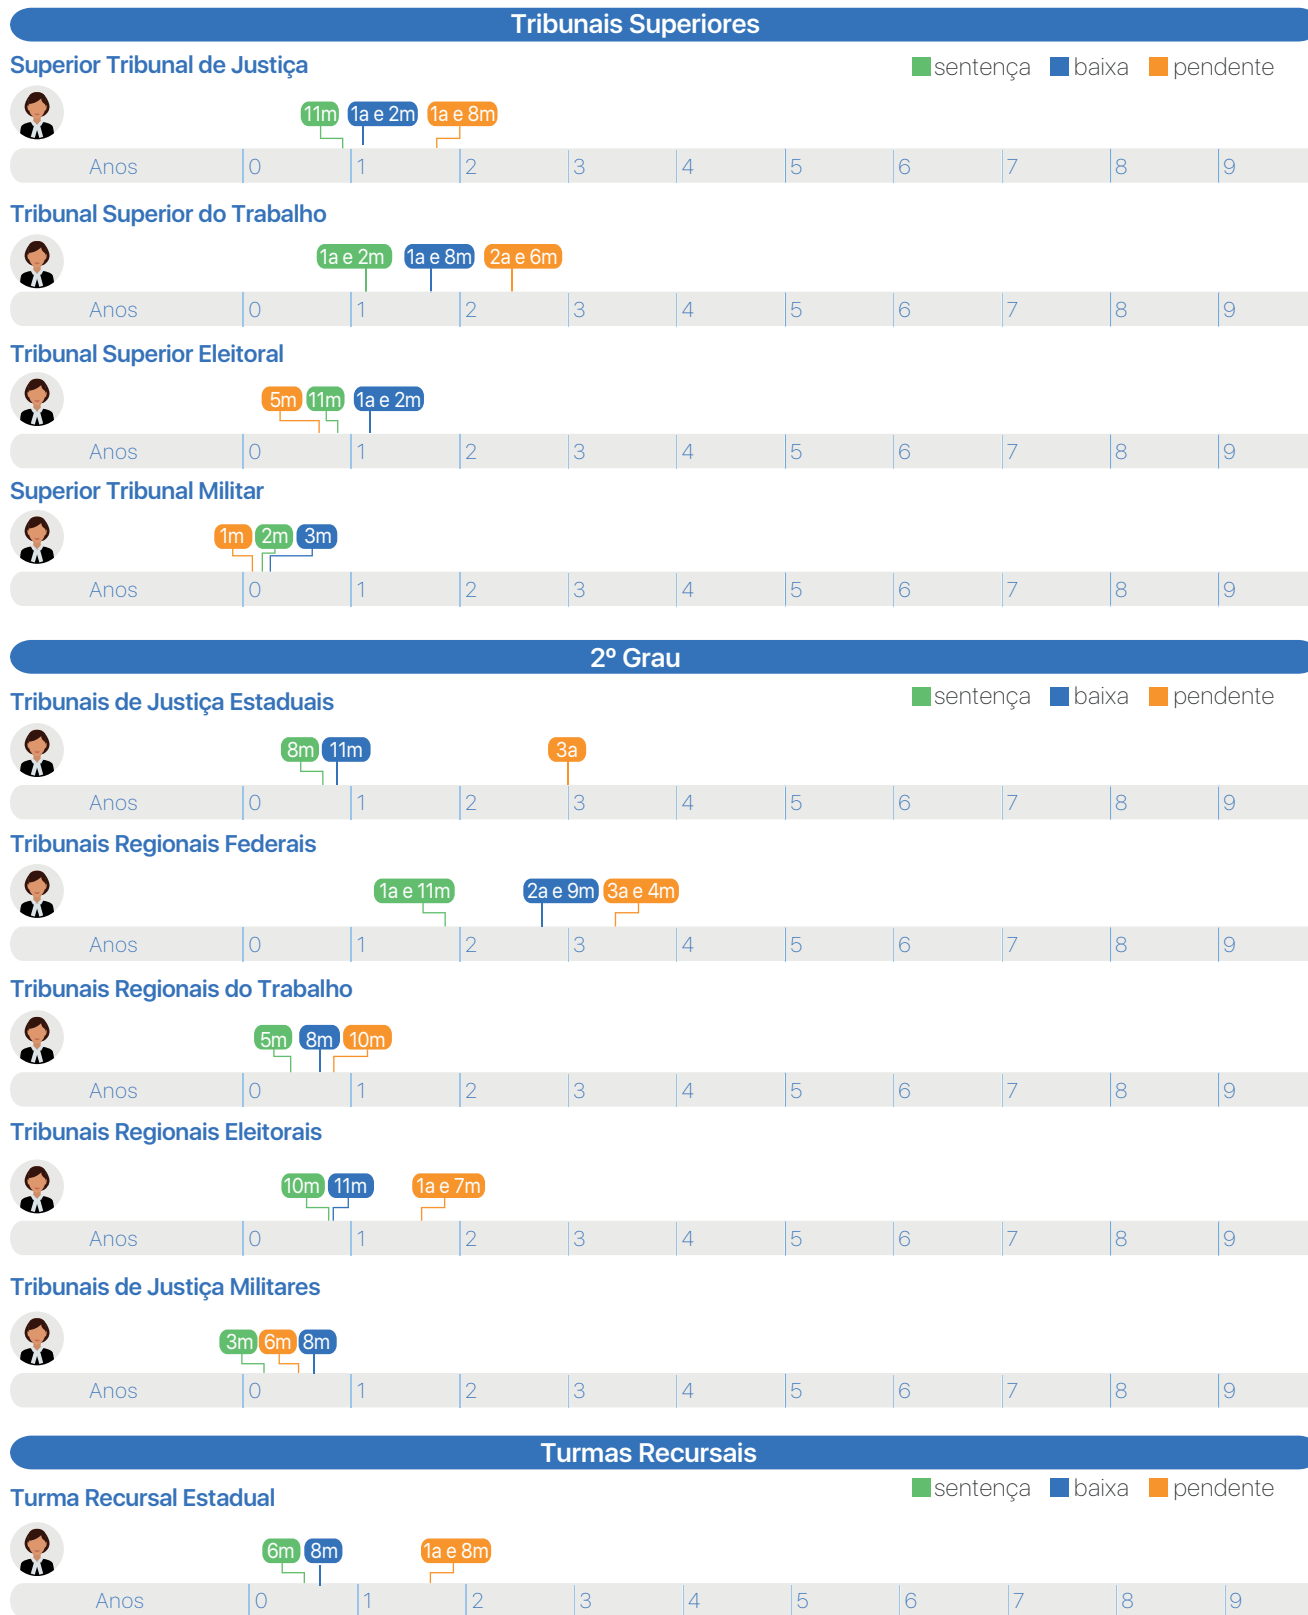 Tribunais Superiores
Superior Tribunal de Justiça
sentença baixa pendente
11m 1a e 2m 1a e 8m
Anos 0 1 2 3 4 5 6 7 8 9
Tribunal Superior do Trabalho
1a e 2m 1a e 8m 2a e 6m
Anos 0 1 2 3 4 5 6 7 8 9
Tribunal Superior Eleitoral
5m 11m 1a e 2m
Anos 0 1 2 3 4 5 6 7 8 9
Superior Tribunal Militar
1m 2m 3m
Anos 0 1 2 3 4 5 6 7 8 9
2º Grau
Tribunais de Justiça Estaduais
sentença baixa pendente
8m 11m 3a
Anos 0 1 2 3 4 5 6 7 8 9
Tribunais Regionais Federais
1a e 11m 2a e 9m 3a e 4m
Anos 0 1 2 3 4 5 6 7 8 9
Tribunais Regionais do Trabalho
5m 8m 10m
Anos 0 1 2 3 4 5 6 7 8 9
Tribunais Regionais Eleitorais
10m 11m 1a e 7m
Anos 0 1 2 3 4 5 6 7 8 9
Tribunais de Justiça Militares
3m 6m 8m
Anos 0 1 2 3 4 5 6 7 8 9
Turmas Recursais
Turma Recursal Estadual
sentença baixa pendente
6m 8m 1a e 8m
Anos 0 1 2 3 4 5 6 7 8 9